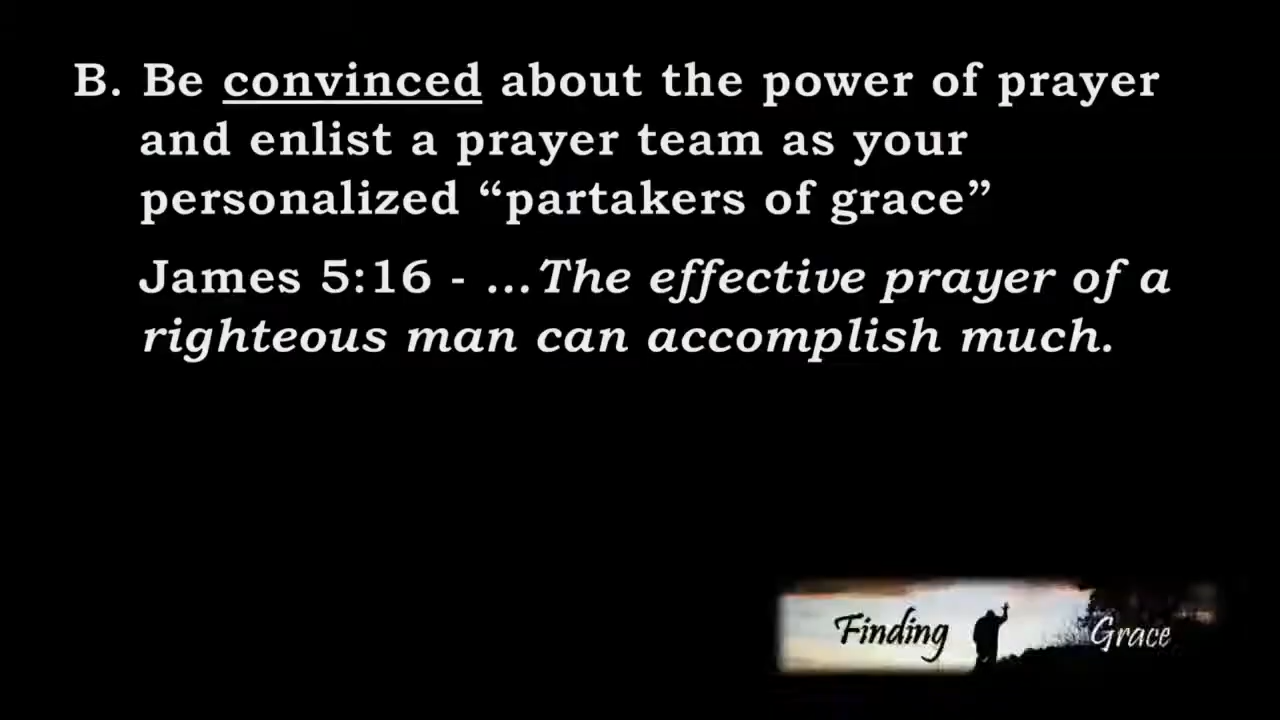 B. Be convinced about the power of prayer
and enlist a prayer team as your
personalized “partakers of grace”
James 5:16 - ...The effective prayer of a
righteous man can accomplish much.
Finding Grace